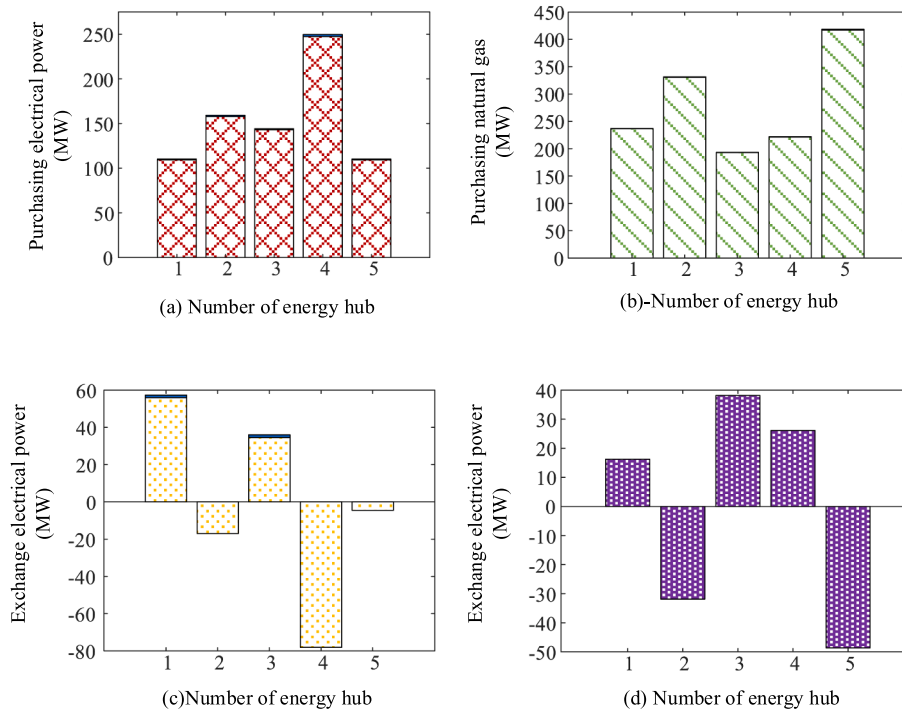 Purchasing electrical power
(MW)
250
200
150
100
50
0
1 2 3 4 5
(a) Number of energy hub
Purchasing natural gas
(MW)
450
400
350
300
250
200
250
200
100
50
0
1 2 3 4 5
(b)-Number of energy hub
Exchange electrical power
(MW)
60
40
20
0
-20
-40
-60
-80
1 2 3 4 5
(c)Number of energy hub
Exchange electrical power
(MW)
40
30
20
10
0
-10
-20
-30
-40
-50
1 2 3 4 5
(d) Number of energy hub